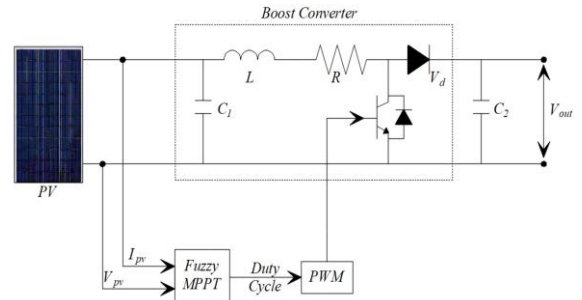 Boost Converter
L
R
V_d
C_1
C_2
V_out
PV
I_pv
V_pv
Fuzzy
MPPT
Duty
Cycle
PWM